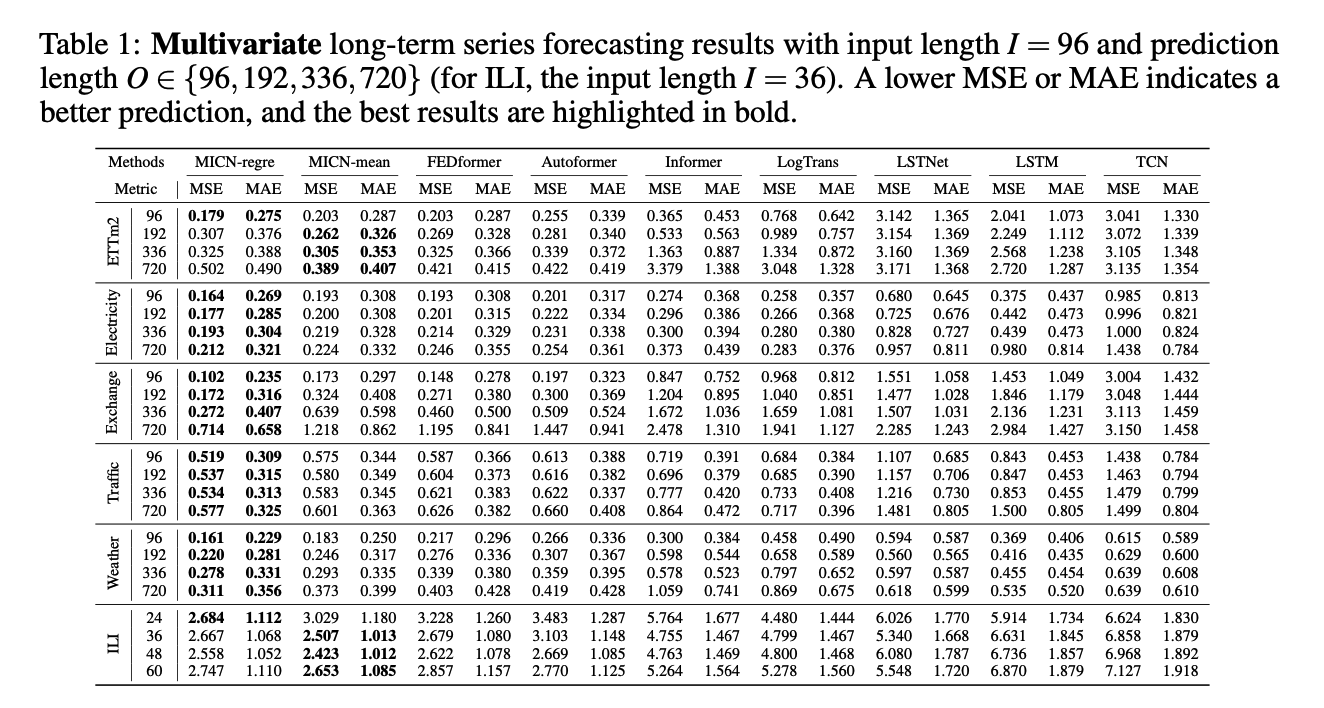 Table 1: Multivariate long-term series forecasting results with input length I = 96 and prediction
length O ∈ {96, 192, 336, 720} (for ILI, the input length I = 36). A lower MSE or MAE indicates a
better prediction, and the best results are highlighted in bold.
Methods MICN-regre MICN-mean FEDformer Autoformer Informer LogTrans LSTNet LSTM TCN
Metric MSE MAE MSE MAE MSE MAE MSE MAE MSE MAE MSE MAE MSE MAE MSE MAE MSE MAE
ETTm2
96 0.179 0.275 0.203 0.287 0.203 0.287 0.255 0.339 0.365 0.453 0.768 0.642 3.142 1.365 2.041 1.073 3.041 1.330
192 0.307 0.376 0.262 0.326 0.269 0.328 0.281 0.340 0.533 0.563 0.989 0.757 3.154 1.369 2.249 1.112 3.072 1.339
336 0.325 0.388 0.305 0.353 0.325 0.366 0.339 0.372 1.363 0.887 1.334 0.872 3.160 1.369 2.568 1.238 3.105 1.348
720 0.502 0.490 0.389 0.407 0.421 0.415 0.422 0.419 3.379 1.388 3.048 1.328 3.171 1.368 2.720 1.287 3.135 1.354
Electricity
96 0.164 0.269 0.193 0.308 0.193 0.308 0.201 0.317 0.274 0.368 0.258 0.357 0.680 0.645 0.375 0.437 0.985 0.813
192 0.177 0.285 0.200 0.308 0.201 0.315 0.222 0.334 0.296 0.386 0.266 0.368 0.725 0.676 0.442 0.473 0.996 0.821
336 0.193 0.304 0.219 0.328 0.214 0.329 0.231 0.338 0.300 0.394 0.280 0.380 0.828 0.727 0.439 0.473 1.000 0.824
720 0.212 0.321 0.224 0.332 0.246 0.355 0.254 0.361 0.373 0.439 0.283 0.376 0.957 0.811 0.980 0.814 1.438 0.784
Exchange
96 0.102 0.235 0.173 0.297 0.148 0.278 0.197 0.323 0.847 0.752 0.968 0.812 1.551 1.058 1.453 1.049 3.004 1.432
192 0.172 0.316 0.324 0.408 0.271 0.380 0.300 0.369 1.204 0.895 1.040 0.851 1.477 1.028 1.846 1.179 3.048 1.444
336 0.272 0.407 0.639 0.598 0.460 0.500 0.509 0.524 1.672 1.036 1.659 1.081 1.507 1.031 2.136 1.231 3.113 1.459
720 0.714 0.658 1.218 0.862 1.195 0.841 1.447 0.941 2.478 1.310 1.941 1.127 2.285 1.243 2.984 1.427 3.150 1.458
Traffic
96 0.519 0.309 0.575 0.344 0.587 0.366 0.613 0.388 0.719 0.391 0.684 0.384 1.107 0.685 0.843 0.453 1.438 0.784
192 0.537 0.315 0.580 0.349 0.604 0.373 0.616 0.382 0.696 0.379 0.685 0.390 1.157 0.706 0.847 0.453 1.463 0.794
336 0.534 0.313 0.583 0.345 0.621 0.383 0.622 0.337 0.777 0.420 0.733 0.408 1.216 0.730 0.853 0.455 1.479 0.799
720 0.577 0.325 0.601 0.363 0.626 0.382 0.660 0.408 0.864 0.472 0.717 0.396 1.481 0.805 1.500 0.805 1.499 0.804
Weather
96 0.161 0.229 0.183 0.250 0.217 0.296 0.266 0.336 0.300 0.384 0.458 0.490 0.594 0.587 0.369 0.406 0.615 0.589
192 0.220 0.281 0.246 0.317 0.276 0.336 0.307 0.367 0.598 0.544 0.658 0.589 0.560 0.565 0.416 0.435 0.629 0.600
336 0.278 0.331 0.293 0.335 0.339 0.380 0.359 0.395 0.578 0.523 0.797 0.652 0.597 0.587 0.455 0.454 0.639 0.608
720 0.311 0.356 0.373 0.399 0.403 0.428 0.419 0.428 1.059 0.741 0.869 0.675 0.618 0.599 0.535 0.520 0.639 0.610
ILI
24 2.684 1.112 3.029 1.180 3.228 1.260 3.483 1.287 5.764 1.677 4.480 1.444 6.026 1.770 5.914 1.734 6.624 1.830
36 2.667 1.068 2.507 1.013 2.679 1.080 3.103 1.148 4.755 1.467 4.799 1.467 5.340 1.668 6.631 1.845 6.858 1.879
48 2.558 1.052 2.423 1.012 2.622 1.078 2.669 1.085 4.763 1.469 4.800 1.468 6.080 1.787 6.736 1.857 6.968 1.892
60 2.747 1.110 2.653 1.085 2.857 1.157 2.770 1.125 5.264 1.564 5.278 1.560 5.548 1.720 6.870 1.879 7.127 1.918